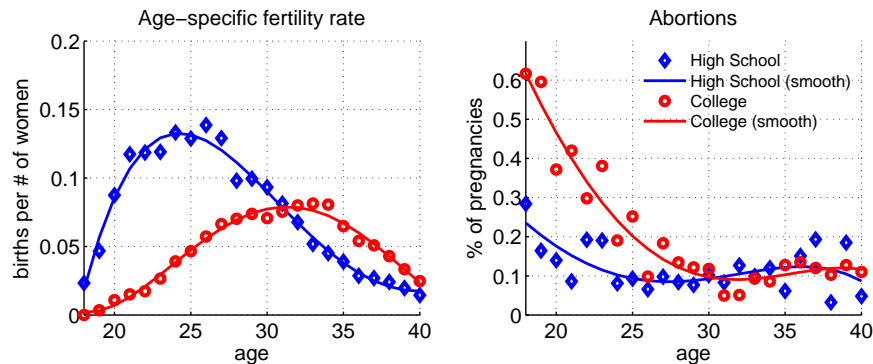 Age-specific fertility rate
births per # of women
0.2
0.15
0.1
0.05
0
20
25
30
35
40
age
Abortions
% of pregnancies
0.6
0.5
0.4
0.3
0.2
0.1
0
High School
High School (smooth)
College
College (smooth)
20
25
30
35
40
age